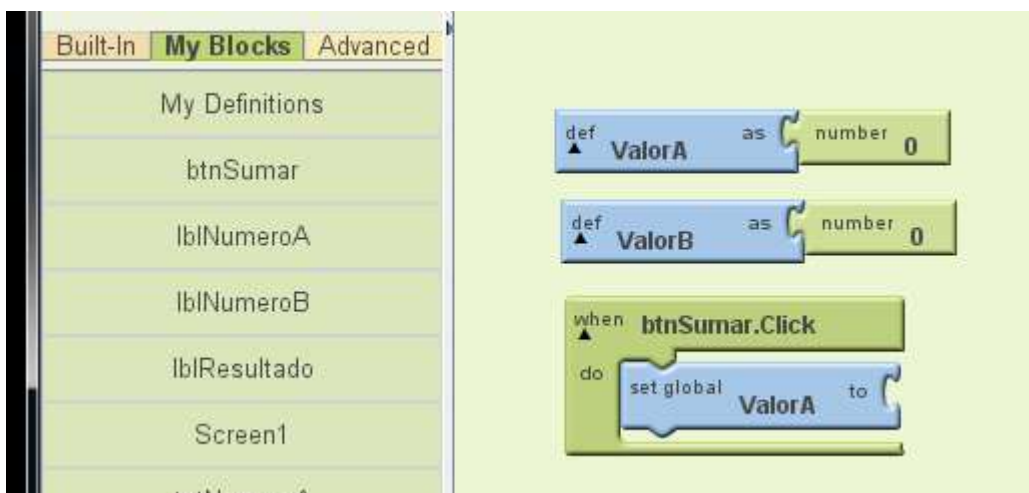 Built-In My Blocks Advanced
My Definitions
btnSumar
lblNumeroA
lblNumeroB
lblResultado
Screen1
def ValorA as number 0
def ValorB as number 0
when btnSumar.Click
do set global ValorA to